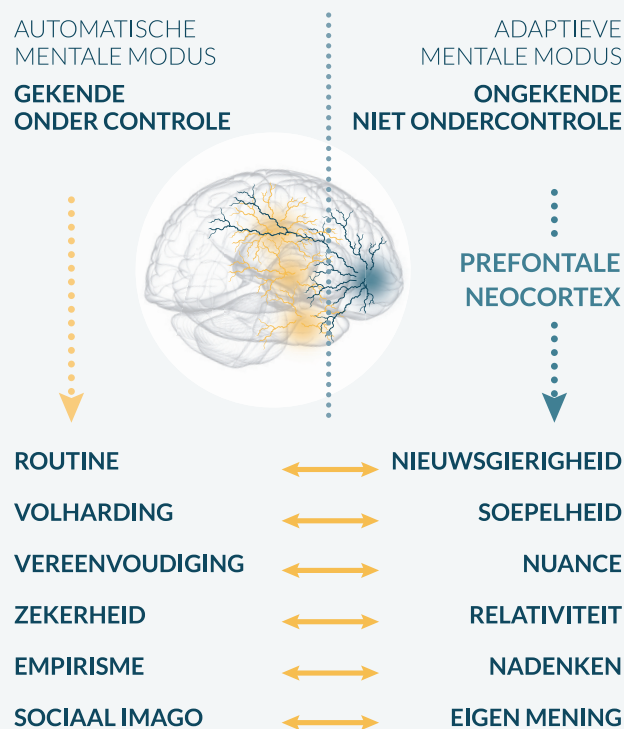 AUTOMATISCHE
MENTALE MODUS
GEKENDE
ONDER CONTROLE
ADAPTIEVE
MENTALE MODUS
ONGEKENDE
NIET ONDERCONTROLE
PREFONTALE
NEOCORTEX
ROUTINE
NIEUWSGIERIGHEID
VOLHARDING
SOEPELHEID
VEREENVOUDIGING
NUANCE
ZEKERHEID
RELATIVITEIT
EMPIRISME
NADENKEN
SOCIAAL IMAGO
EIGEN MENING